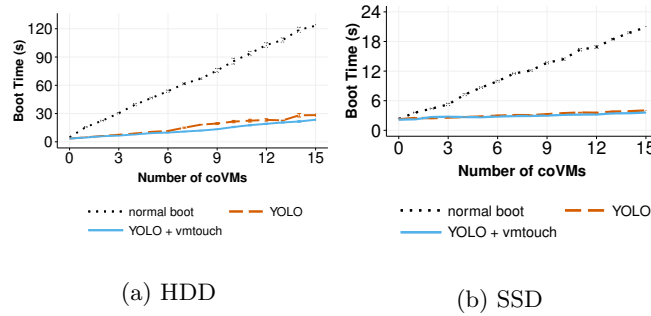 120
90
60
30
0
Boot Time (s)
0 3 6 9 12 15
Number of coVMs
normal boot YOLO
YOLO + vmtouch
(a) HDD
24
18
12
6
0
Boot Time (s)
0 3 6 9 12 15
Number of coVMs
normal boot YOLO
YOLO + vmtouch
(b) SSD